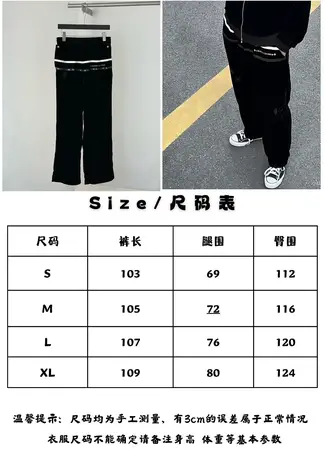 Size/尺码表
尺码 裤长 腿围 臀围
S 103 69 112
M 105 72 116
L 107 76 120
XL 109 80 124
温馨提示：尺码均为手工测量、有3cm的误差属于正常情况
衣服尺码不能确定请备注身高 体重等基本参数